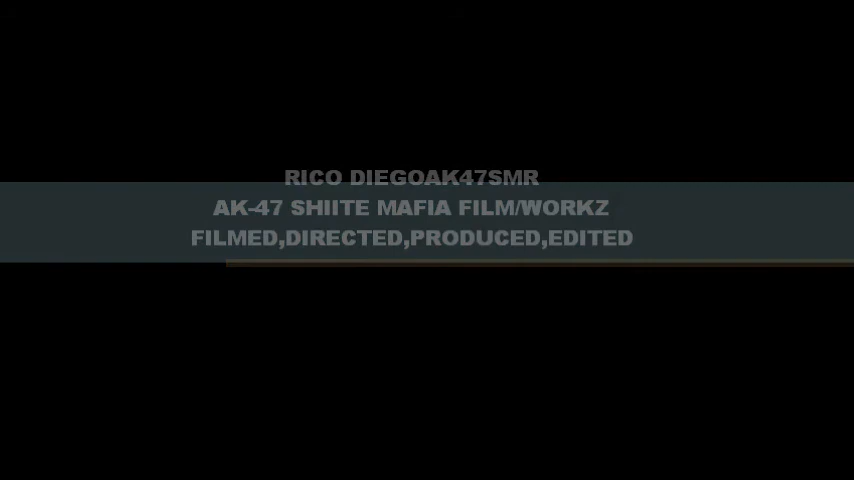 RICO DIEGOAK47SMR
AK-47 SHIITE MAFIA FILM/WORKZ
FILMED,DIRECTED,PRODUCED,EDITED